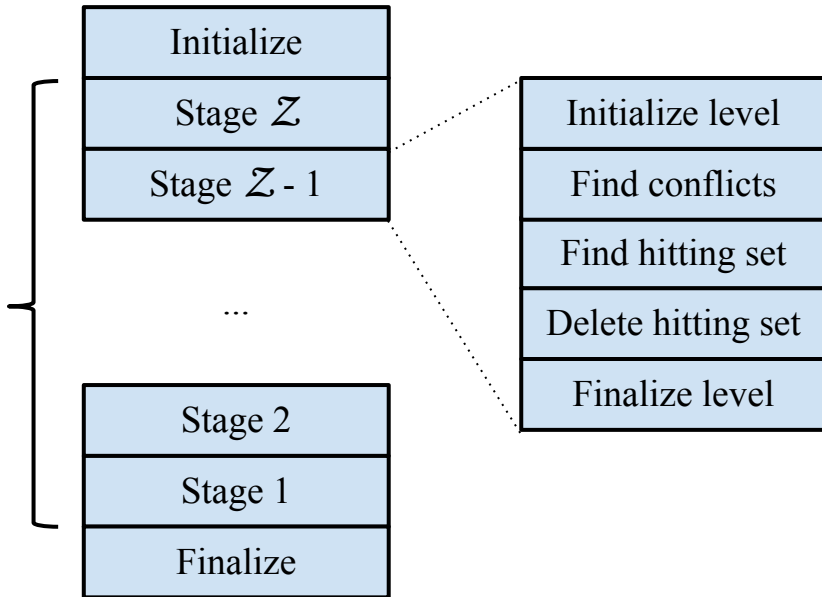 Initialize
Stage 𝒵
Stage 𝒵 - 1
...
Stage 2
Stage 1
Finalize
Initialize level
Find conflicts
Find hitting set
Delete hitting set
Finalize level